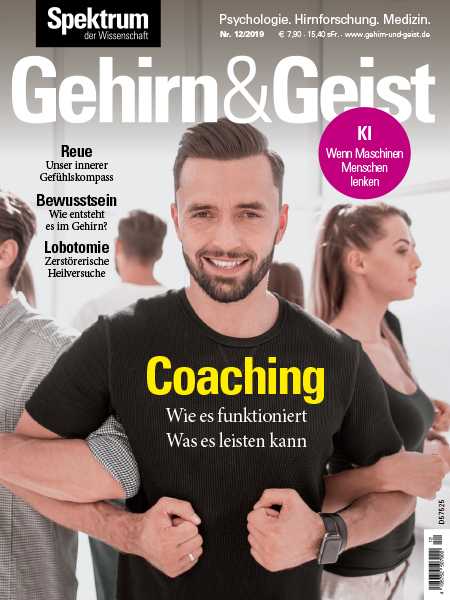 Spektrum
der Wissenschaft
Psychologie. Hirnforschung. Medizin.
Nr. 12/2019 € 7,90 · 15,40 sFr. · www.gehirn-und-geist.de
Gehirn&Geist
KI
Wenn Maschinen
Menschen
lenken
Reue
Unser innerer
Gefühlskompass
Bewusstsein
Wie entsteht
es im Gehirn?
Lobotomie
Zerstörerische
Heilversuche
Coaching
Wie es funktioniert
Was es leisten kann
D57525
12